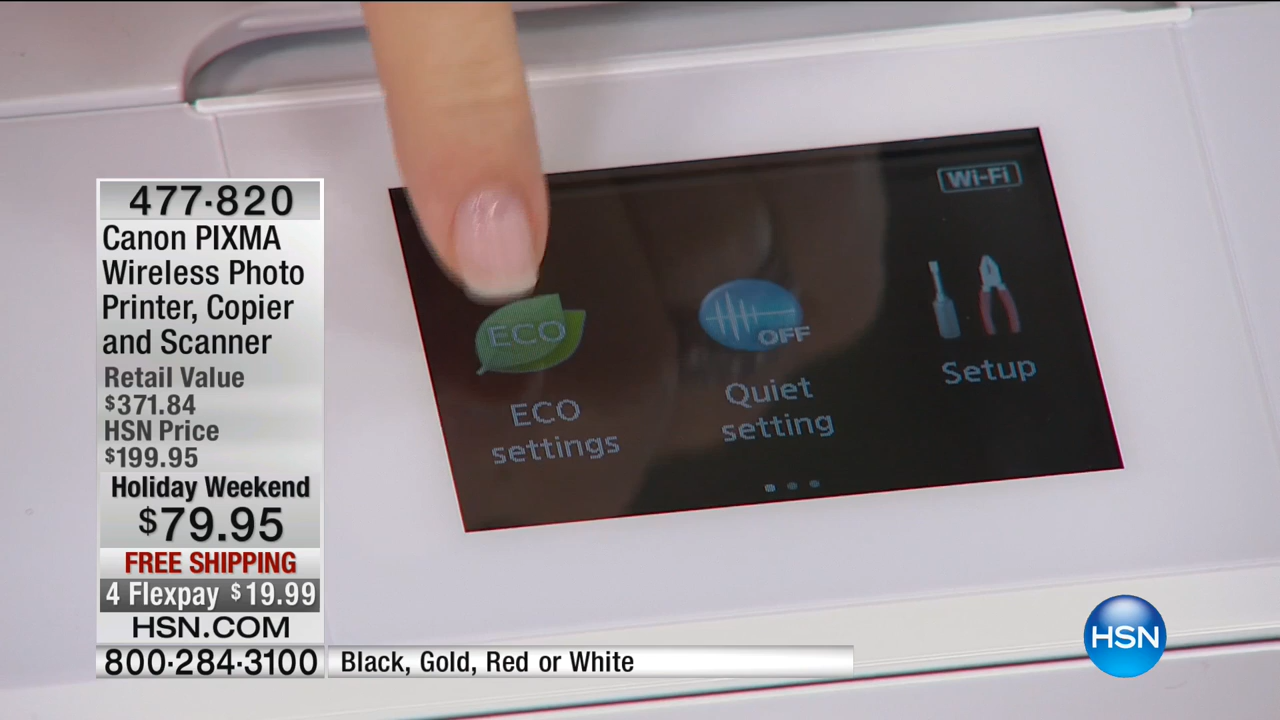 477·820
Canon PIXMA
Wireless Photo
Printer, Copier
and Scanner
Retail Value
$371.84
HSN Price
$199.95
Holiday Weekend
$79.95
FREE SHIPPING
4 Flexpay $19.99
HSN.COM
800·284·3100
Black, Gold, Red or White
Wi-Fi
ECO
OFF
ECO
settings
Quiet
setting
Setup
HSN